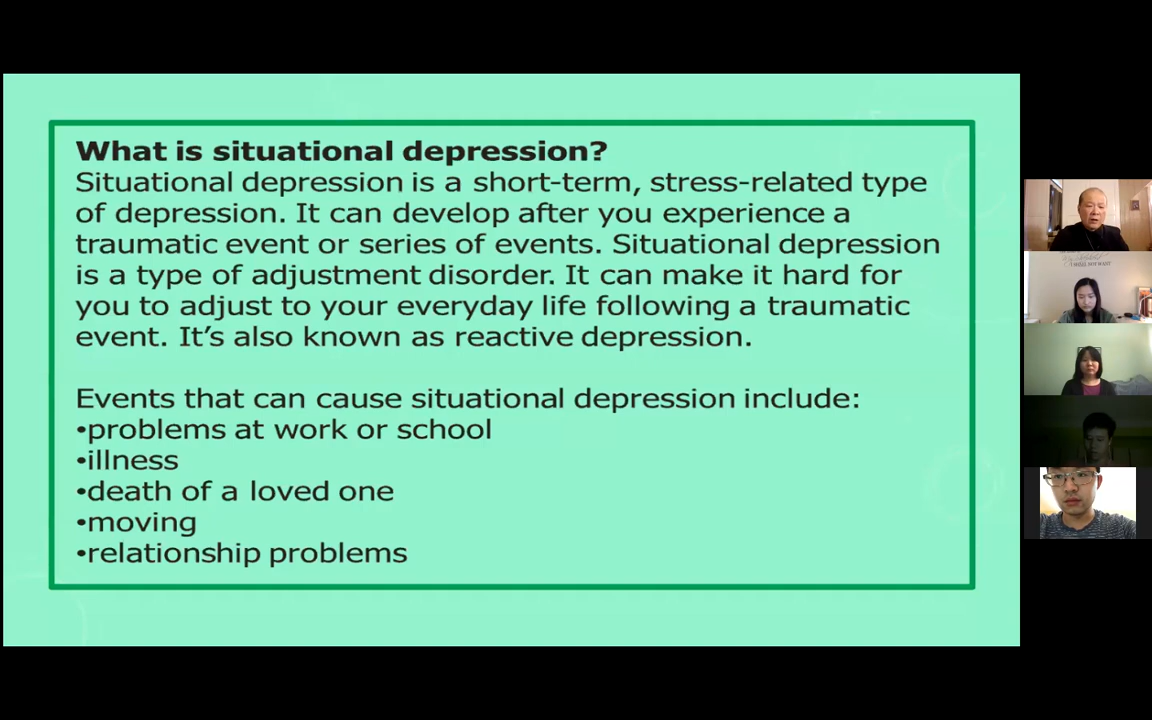 What is situational depression?
Situational depression is a short-term, stress-related type
of depression. It can develop after you experience a
traumatic event or series of events. Situational depression
is a type of adjustment disorder. It can make it hard for
you to adjust to your everyday life following a traumatic
event. It’s also known as reactive depression.
Events that can cause situational depression include:
•problems at work or school
•illness
•death of a loved one
•moving
•relationship problems